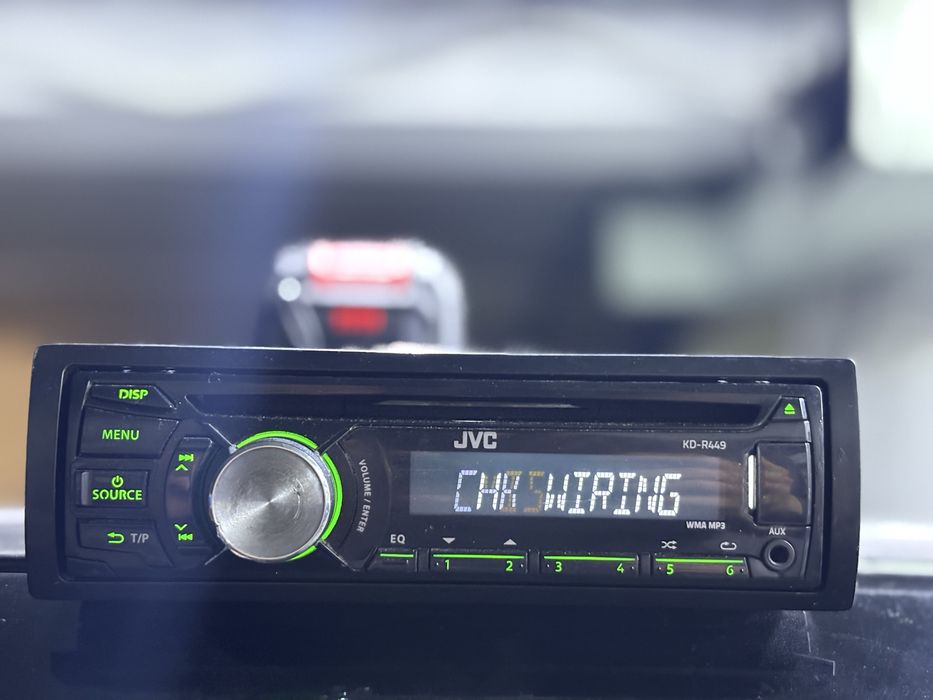 DISP
MENU
SOURCE
T/P
VOLUME / ENTER
JVC
KD-R449
WIRING
WMA MP3
EQ
1
2
3
4
5
6
AUX